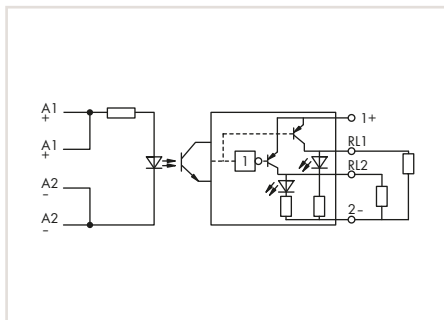 A1
+
A1
+
A2
-
A2
-
1
1+
RL1
RL2
2-